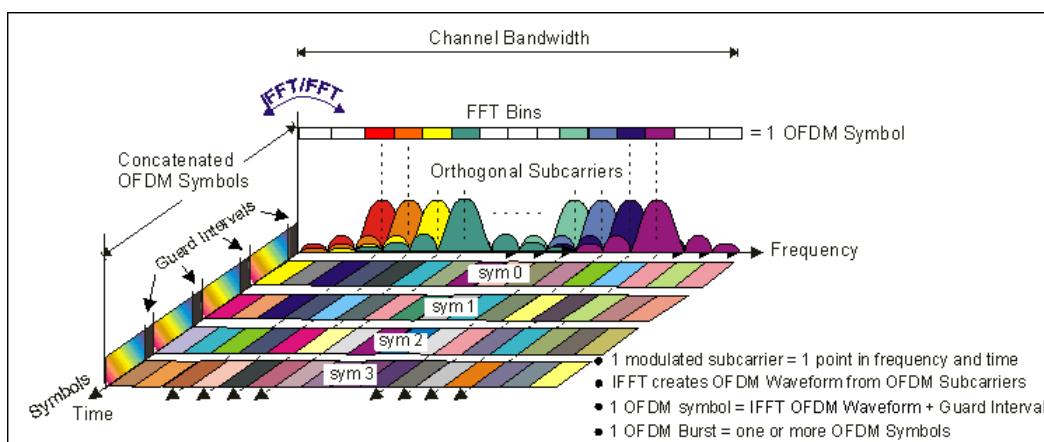 Channel Bandwidth
IFFT/FFT
FFT Bins
= 1 OFDM Symbol
Concatenated
OFDM Symbols
Orthogonal Subcarriers
Guard Intervals
Frequency
sym 0
sym 1
sym 2
sym 3
Symbols
Time
● 1 modulated subcarrier = 1 point in frequency and time
● IFFT creates OFDM Waveform from OFDM Subcarriers
● 1 OFDM symbol = IFFT OFDM Waveform + Guard Interval
● 1 OFDM Burst = one or more OFDM Symbols